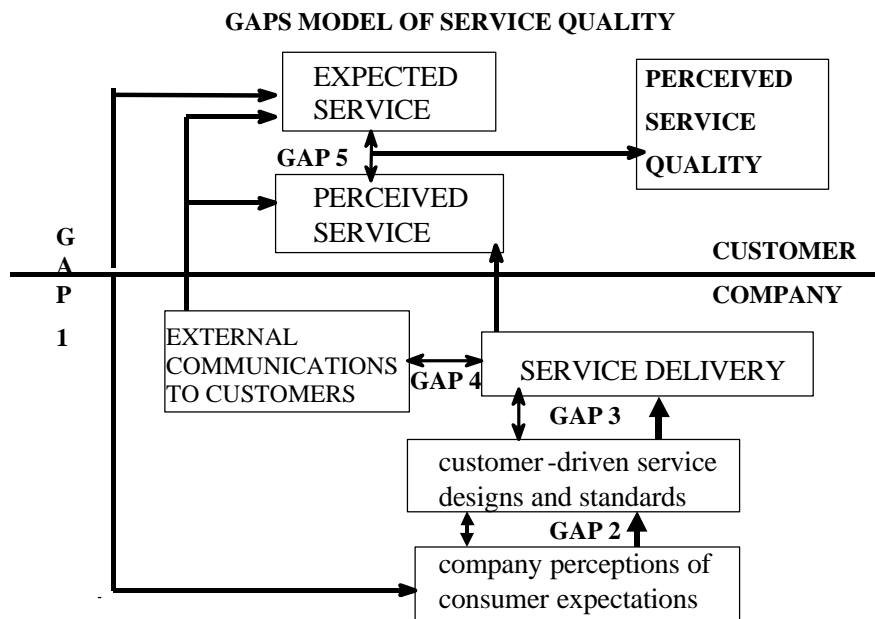 GAPS MODEL OF SERVICE QUALITY
EXPECTED
SERVICE
PERCEIVED
SERVICE
QUALITY
GAP 5
PERCEIVED
SERVICE
G
A
P
1
CUSTOMER
COMPANY
EXTERNAL
COMMUNICATIONS
TO CUSTOMERS
GAP 4
SERVICE DELIVERY
GAP 3
customer-driven service
designs and standards
GAP 2
company perceptions of
consumer expectations
-